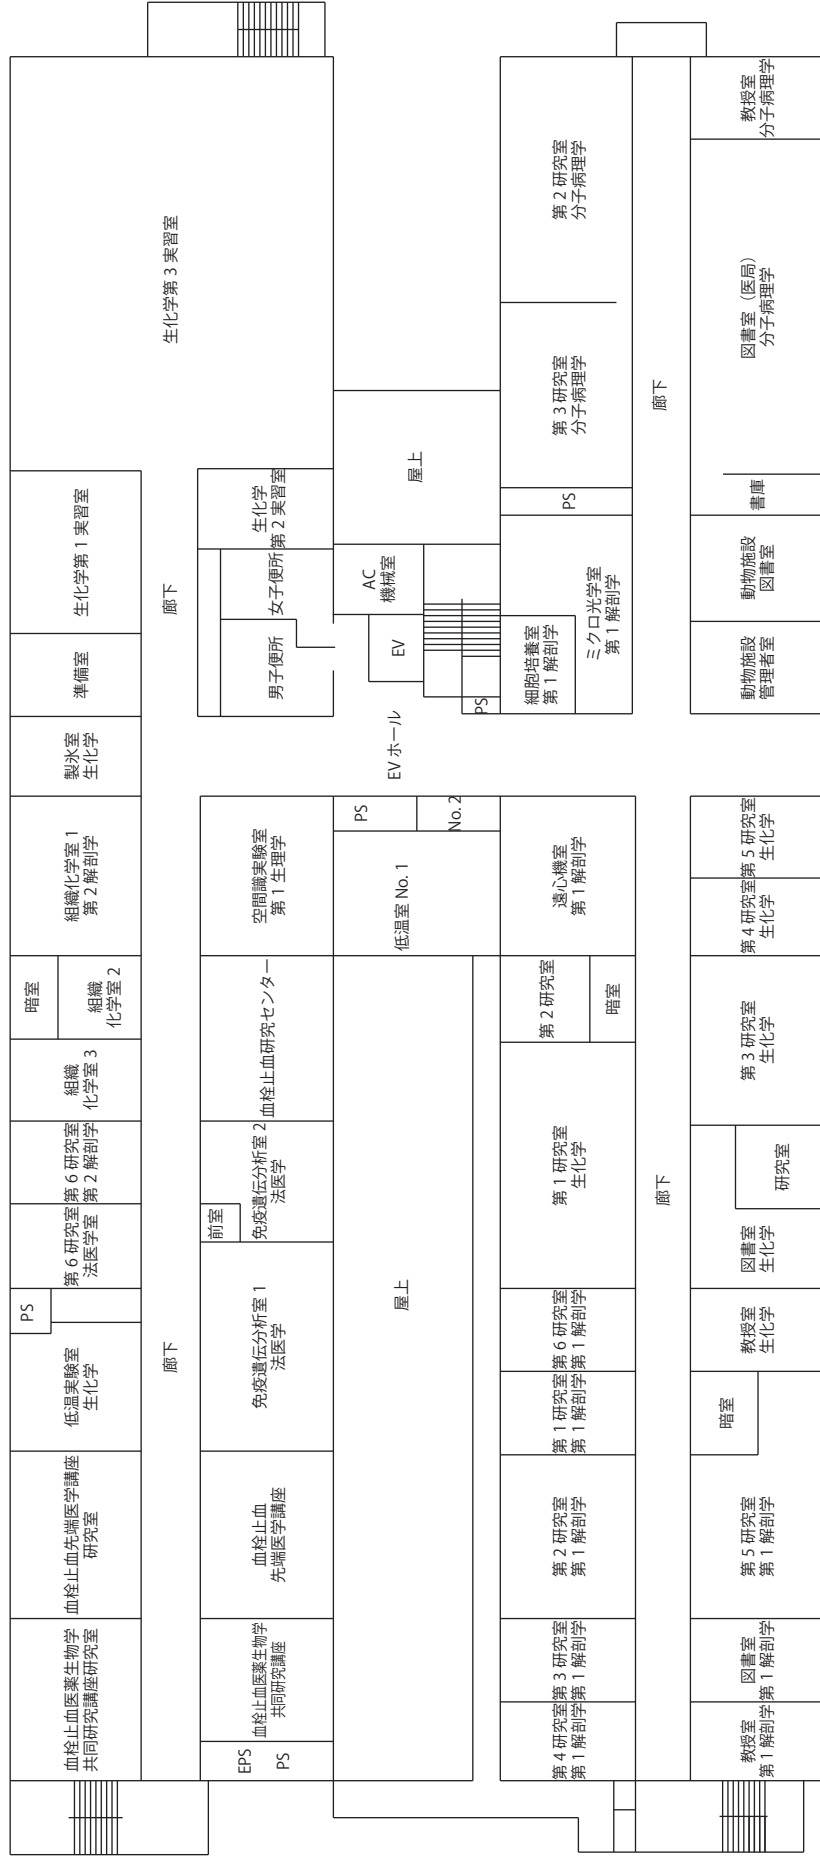 血栓止血医薬生物学
共同研究講座研究室
血栓止血先端医学講座
研究室
低温実験室
生化学
PS
第 6 研究室
法医学室
第 6 研究室
第 2 解剖学
組織
化学室 3
暗室
組織
化学室 2
組織化学室 1
第 2 解剖学
製氷室
生化学
準備室
生化学第 1 実習室
生化学第 3 実習室
廊下
廊下
EPS
PS
血栓止血医薬生物学
共同研究講座
血栓止血
先端医学講座
免疫遺伝分析室 1
法医学
前室
免疫遺伝分析室 2
法医学
血栓止血研究センター
空間識実験室
第 1 生理学
男子便所
女子便所
生化学
第 2 実習室
屋上
低温室 No. 1
PS
No. 2
EV ホール
EV
AC
機械室
PS
屋上
第 4 研究室
第 1 解剖学
第 3 研究室
第 1 解剖学
第 2 研究室
第 1 解剖学
第 1 研究室
第 1 解剖学
第 6 研究室
第 1 解剖学
第 1 研究室
生化学
第 2 研究室
暗室
遠心機室
第 1 解剖学
細胞培養室
第 1 解剖学
ミクロ光学室
第 1 解剖学
PS
第 3 研究室
分子病理学
第 2 研究室
分子病理学
廊下
廊下
教授室
第 1 解剖学
図書室
第 1 解剖学
第 5 研究室
第 1 解剖学
暗室
教授室
生化学
図書室
生化学
研究室
第 3 研究室
生化学
第 4 研究室
生化学
第 5 研究室
生化学
動物施設
管理者室
動物施設
図書室
書庫
図書室（医局）
分子病理学
教授室
分子病理学